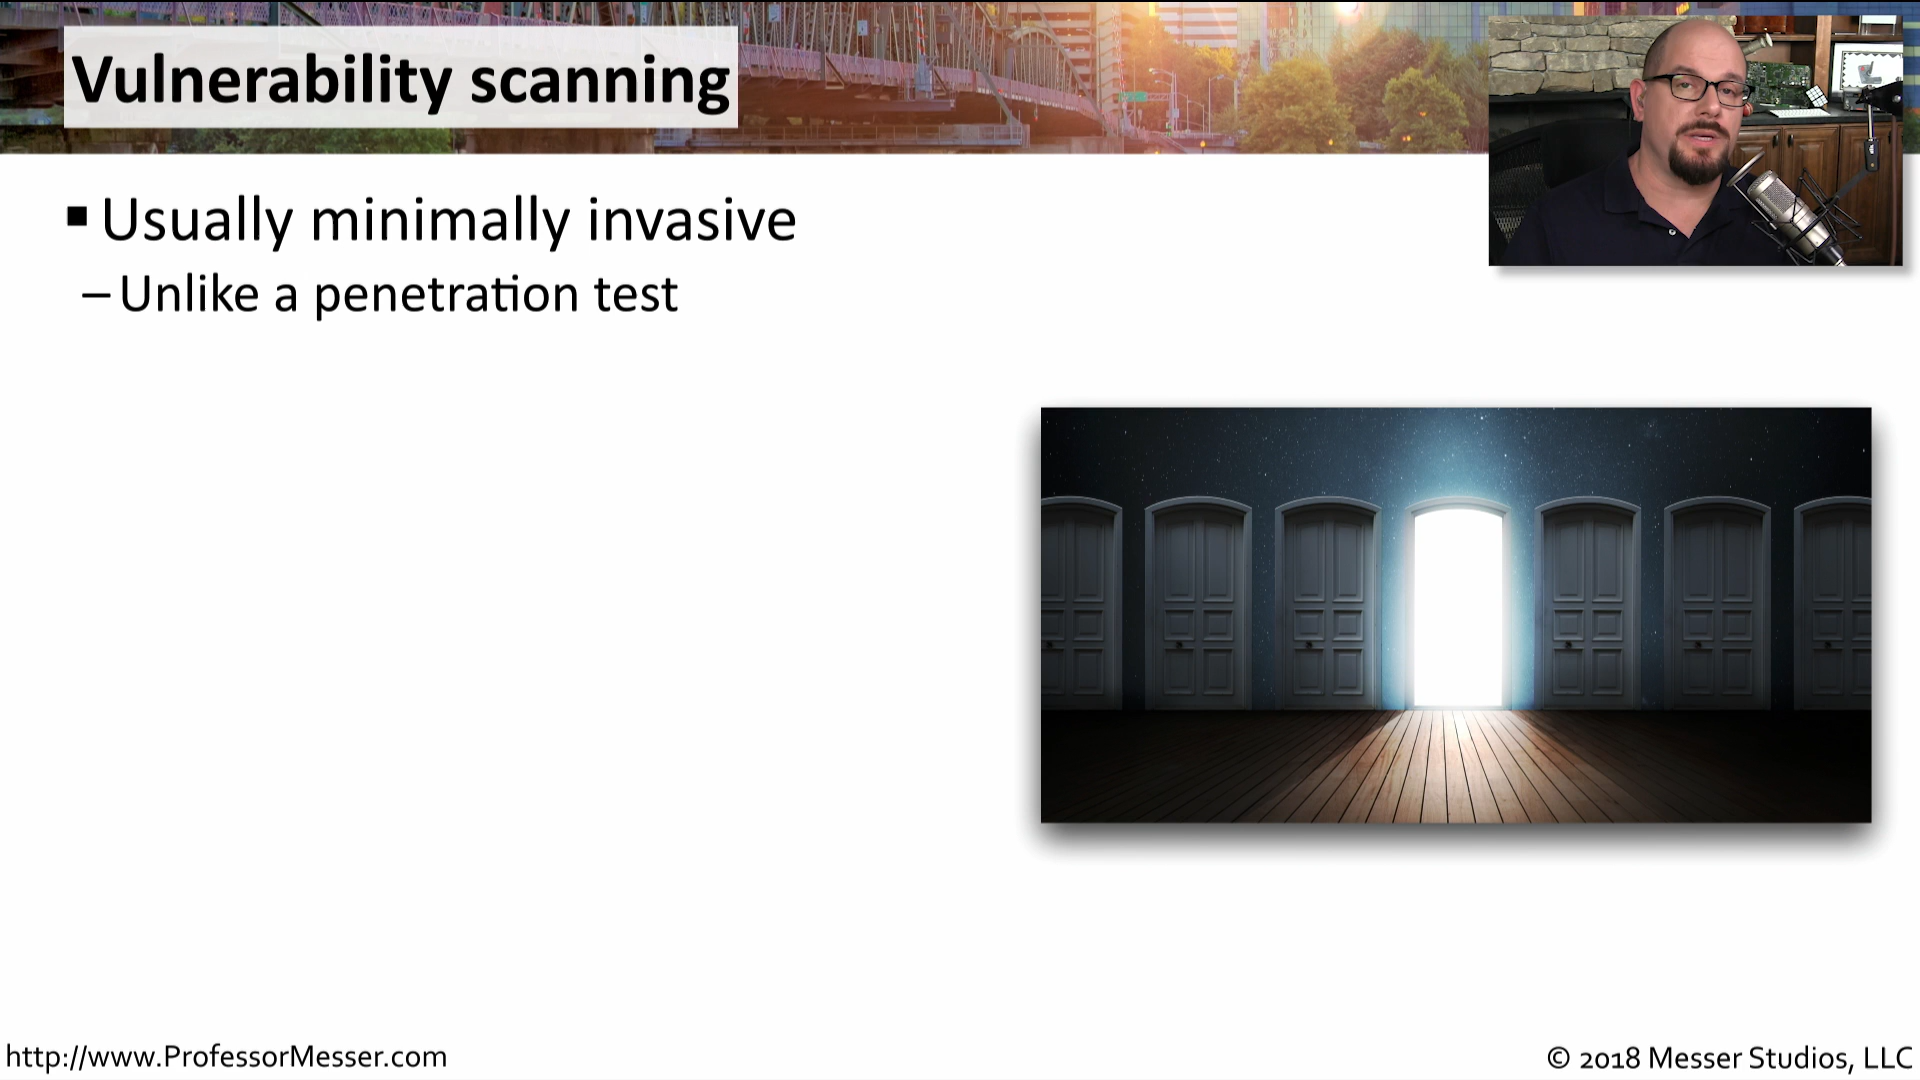 Vulnerability scanning
▪ Usually minimally invasive
– Unlike a penetration test
http://www.ProfessorMesser.com
© 2018 Messer Studios, LLC